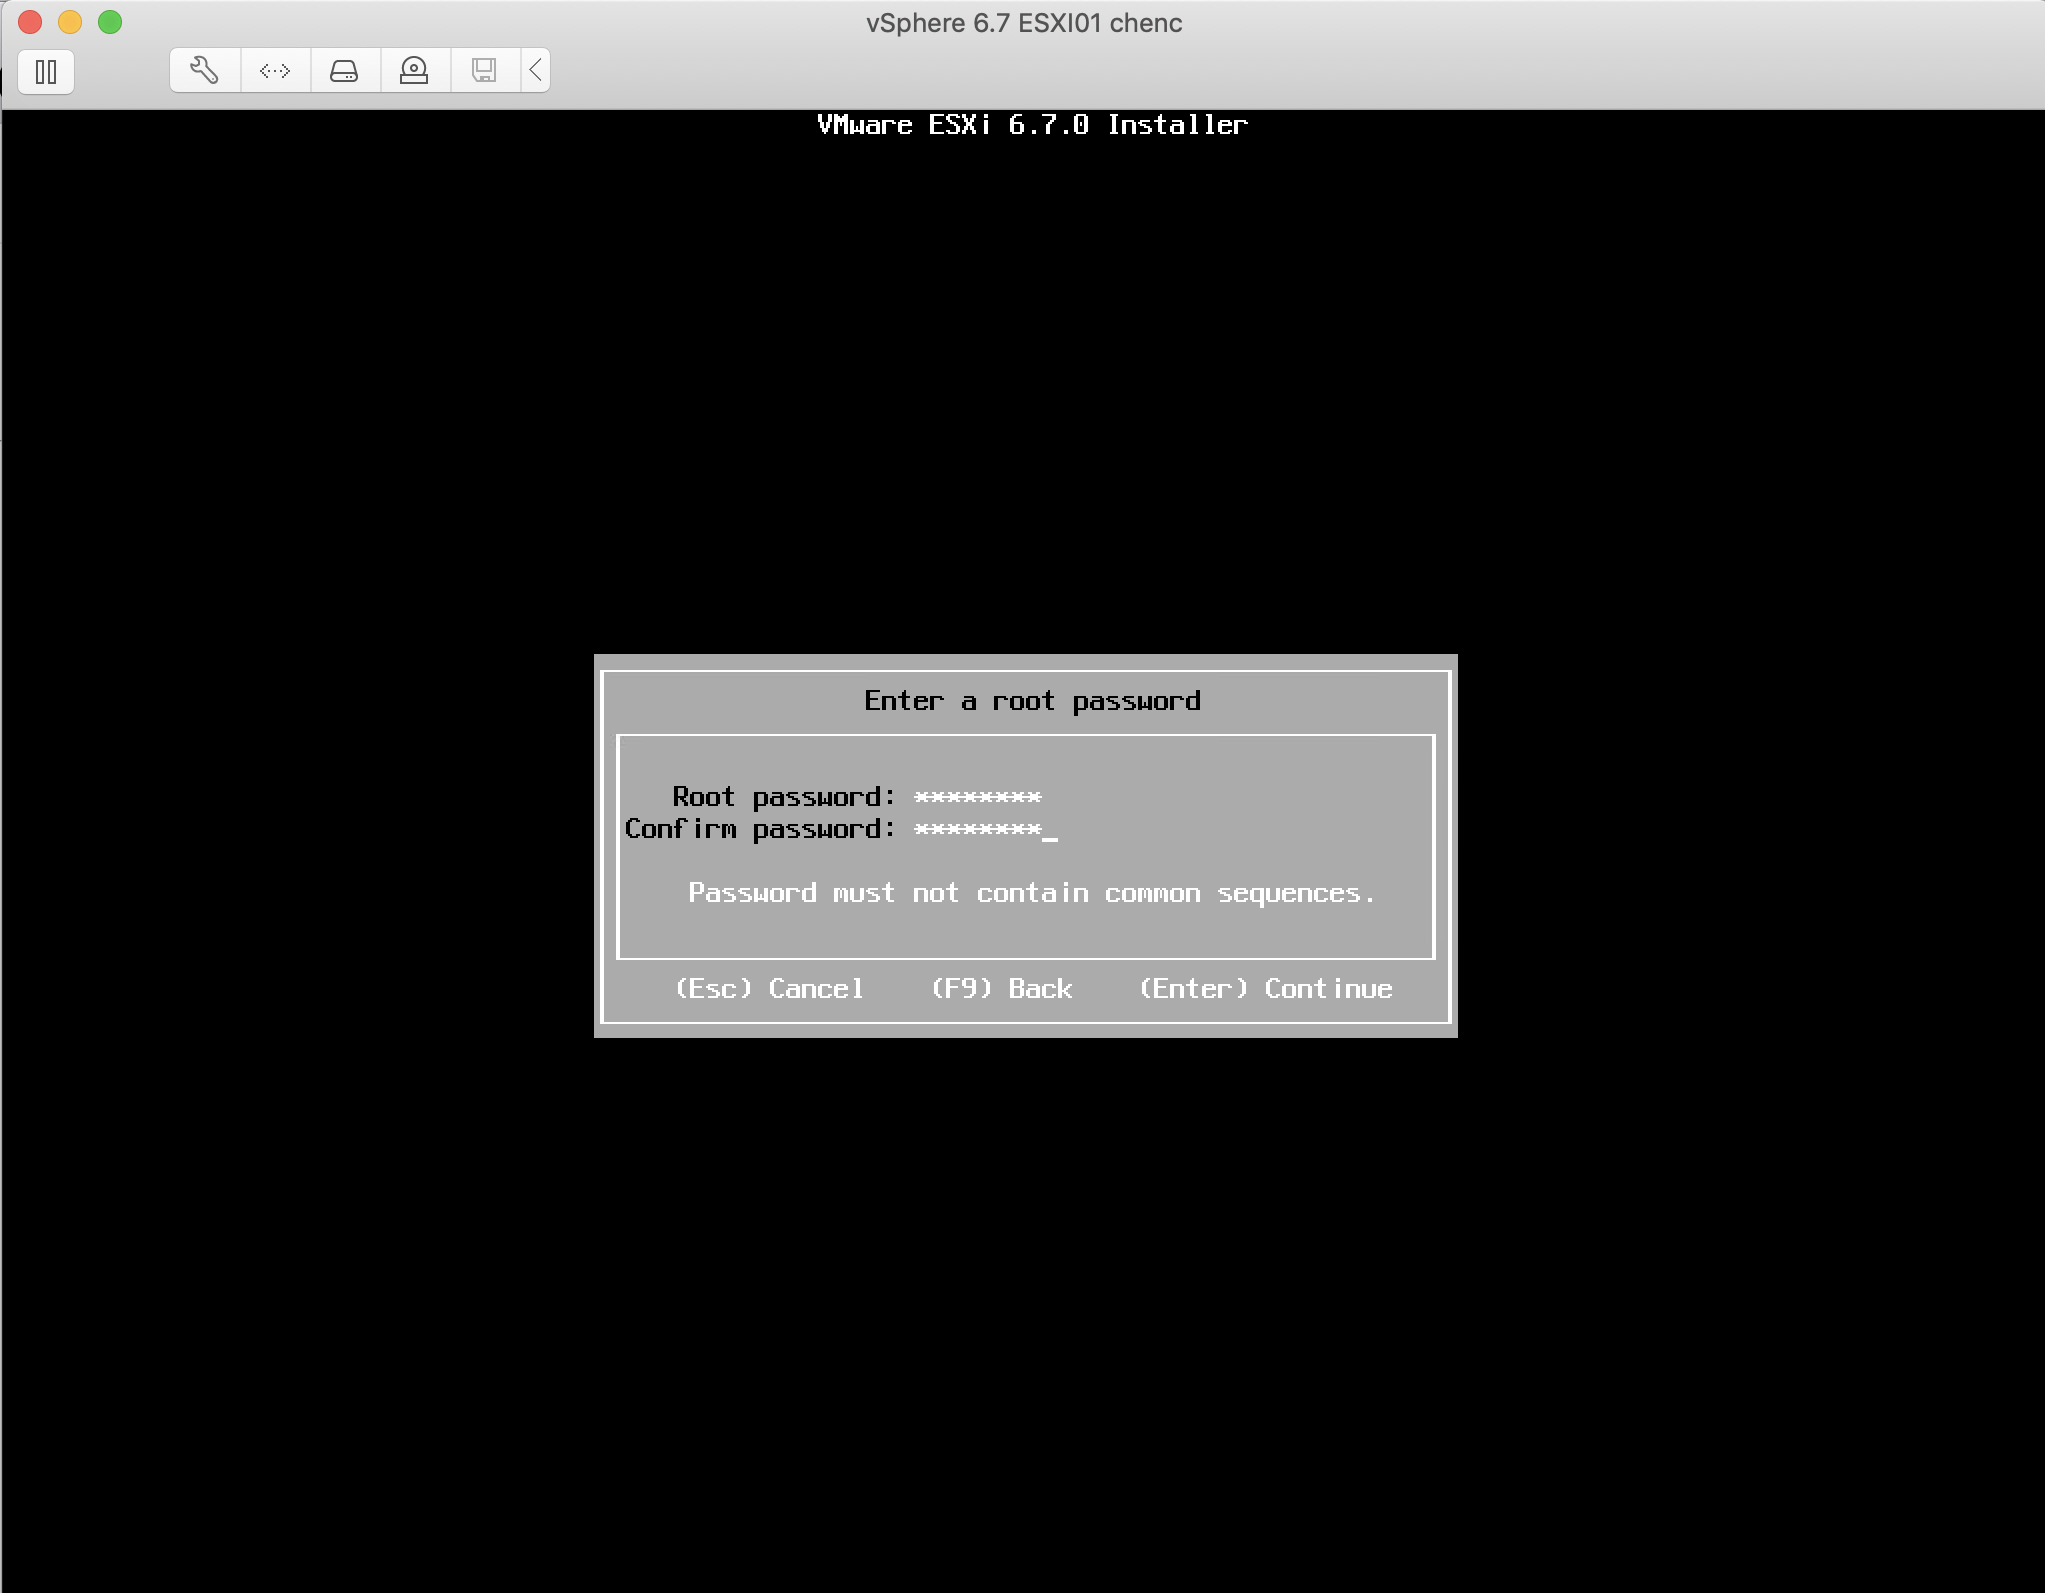 vSphere 6.7 ESXI01 chenc
VMware ESXi 6.7.0 Installer
Enter a root password
Root password: ********
Confirm password: ********_
Password must not contain common sequences.
(Esc) Cancel (F9) Back (Enter) Continue